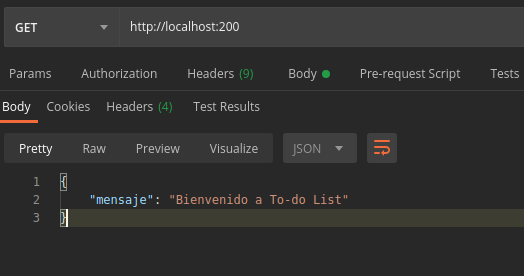 GET http://localhost:200
Params Authorization Headers (9) Body Pre-request Script Tests
Body Cookies Headers (4) Test Results
Pretty Raw Preview Visualize JSON
1 {
2 "mensaje": "Bienvenido a To-do List"
3 }